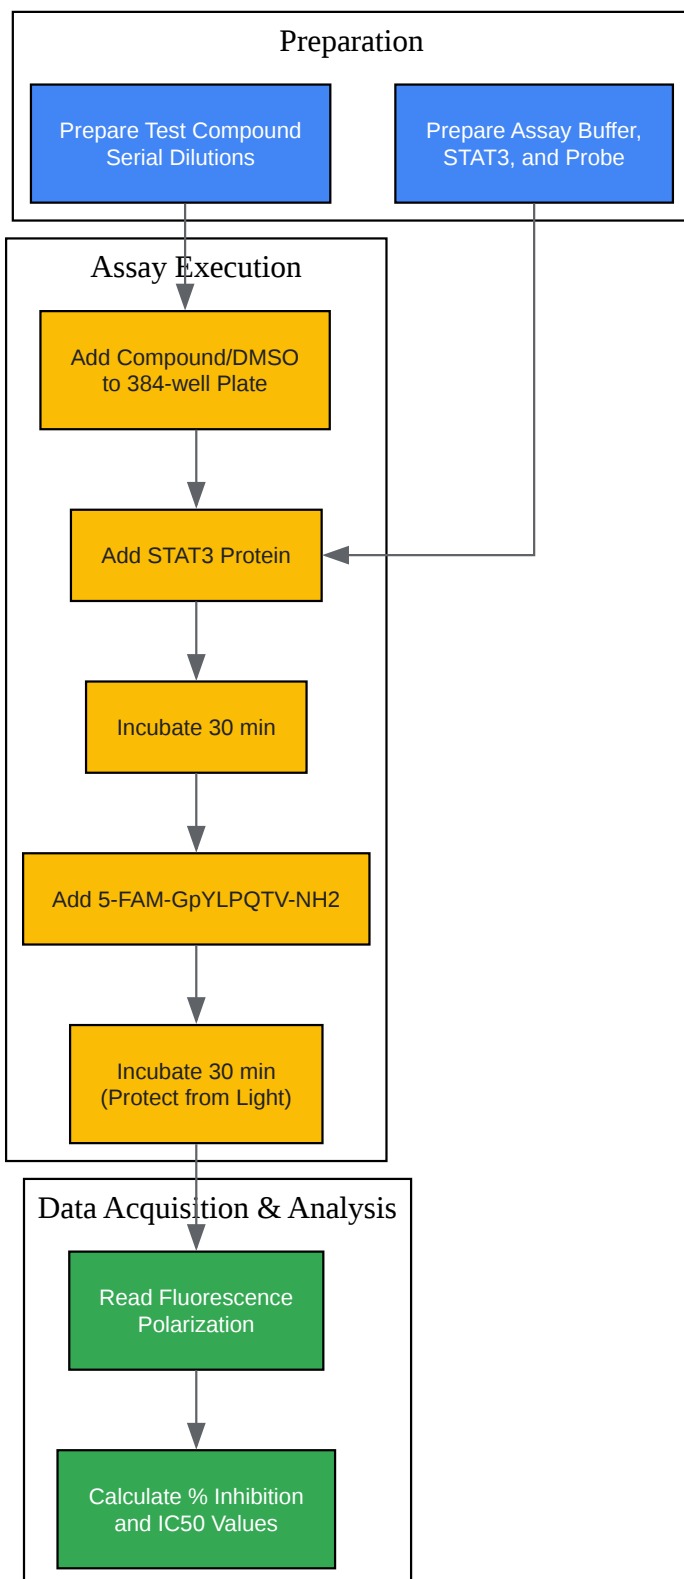 Preparation
Prepare Test Compound
Serial Dilutions
Prepare Assay Buffer,
STAT3, and Probe
Assay Execution
Add Compound/DMSO
to 384-well Plate
Add STAT3 Protein
Incubate 30 min
Add 5-FAM-GpYLPQTV-NH2
Incubate 30 min
(Protect from Light)
Data Acquisition & Analysis
Read Fluorescence
Polarization
Calculate % Inhibition
and IC50 Values